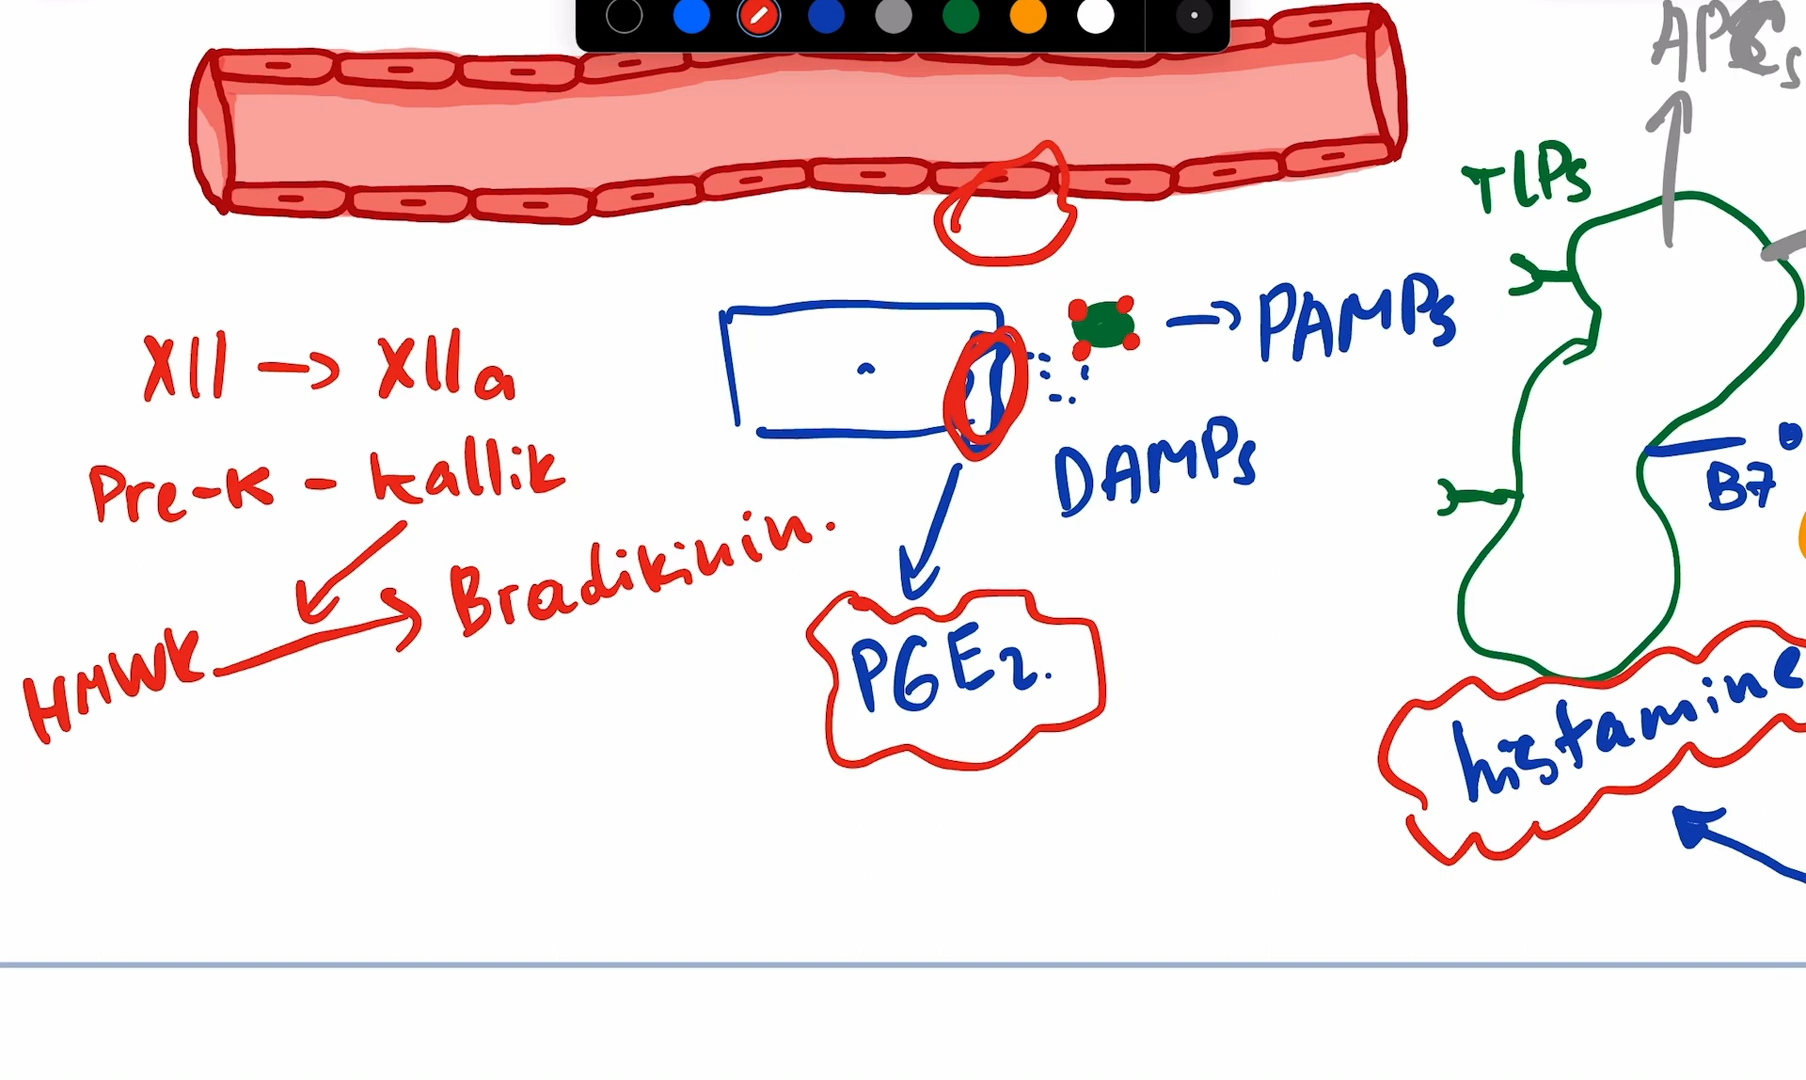 APCs
TLPs
PAMPs
XII → XIIa
DAMPs
Pre-K - kallik
B7
Bradikinin.
HMWK
PGE2.
histamine